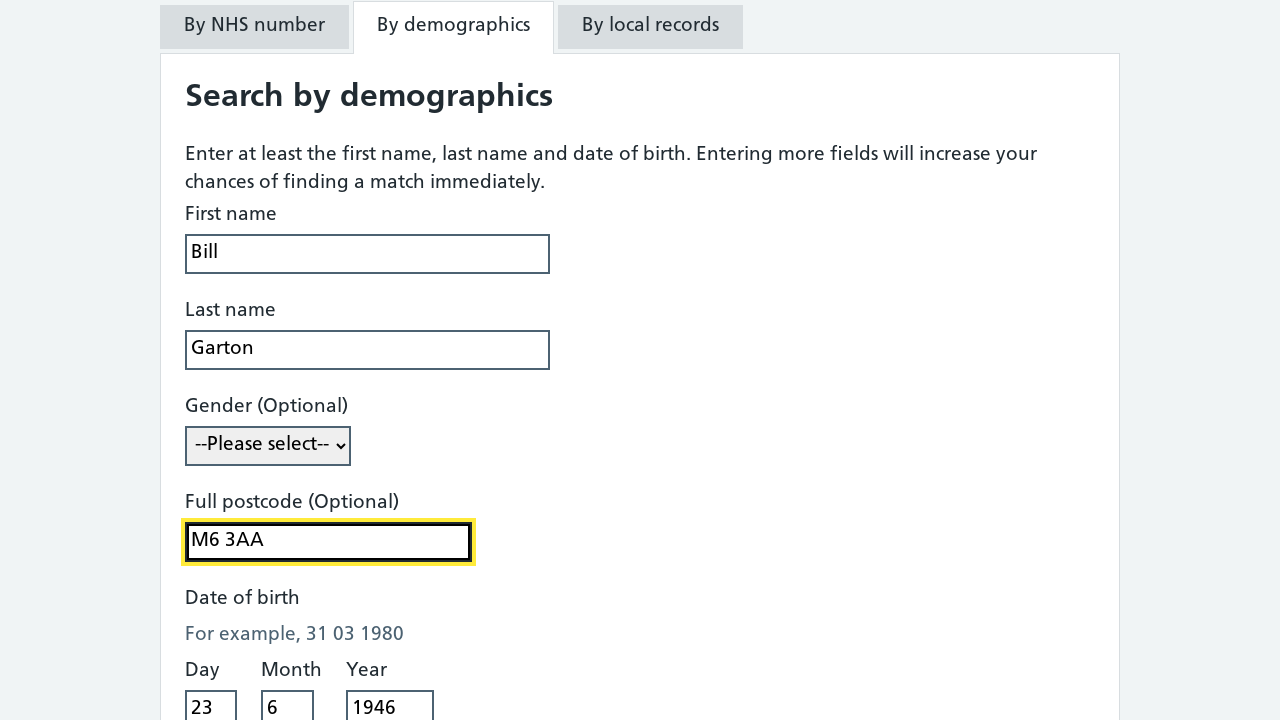 By NHS number
By demographics
By local records
Search by demographics
Enter at least the first name, last name and date of birth. Entering more fields will increase your
chances of finding a match immediately.
First name
Bill
Last name
Garton
Gender (Optional)
--Please select--
Full postcode (Optional)
M6 3AA
Date of birth
For example, 31 03 1980
Day Month Year
23 6 1946